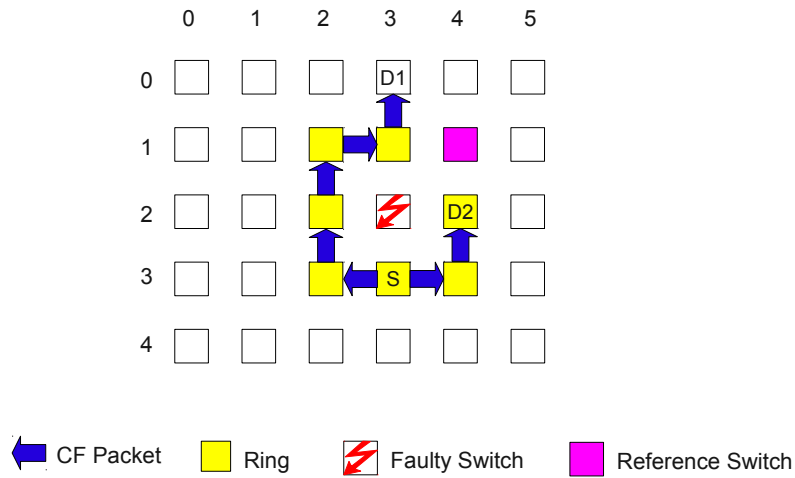 0 1 2 3 4 5
0 D1
1
2 D2
3 S
4
CF Packet Ring Faulty Switch Reference Switch